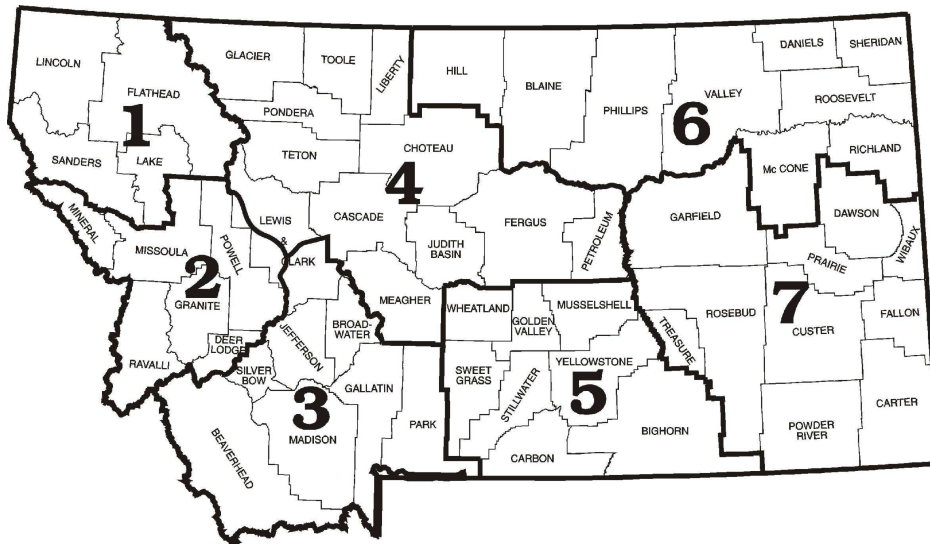 LINCOLN
FLATHEAD
1
SANDERS
LAKE
GLACIER
TOOLE
LIBERTY
PONDERA
TETON
CHOTEAU
4
LEWIS
&
CLARK
CASCADE
JUDITH
BASIN
FERGUS
PETROLEUM
MEAGHER
HILL
BLAINE
PHILLIPS
VALLEY
6
DANIELS
SHERIDAN
ROOSEVELT
RICHLAND
Mc CONE
MINERAL
MISSOULA
POWELL
2
GRANITE
DEER
LODGE
RAVALLI
SILVER
BOW
JEFFERSON
BROAD-
WATER
GALLATIN
3
MADISON
PARK
BEAVERHEAD
WHEATLAND
GOLDEN
VALLEY
MUSSELSHELL
SWEET
GRASS
STILLWATER
YELLOWSTONE
5
CARBON
BIGHORN
GARFIELD
DAWSON
WIBAUX
PRAIRIE
7
ROSEBUD
TREASURE
CUSTER
FALLON
CARTER
POWDER
RIVER